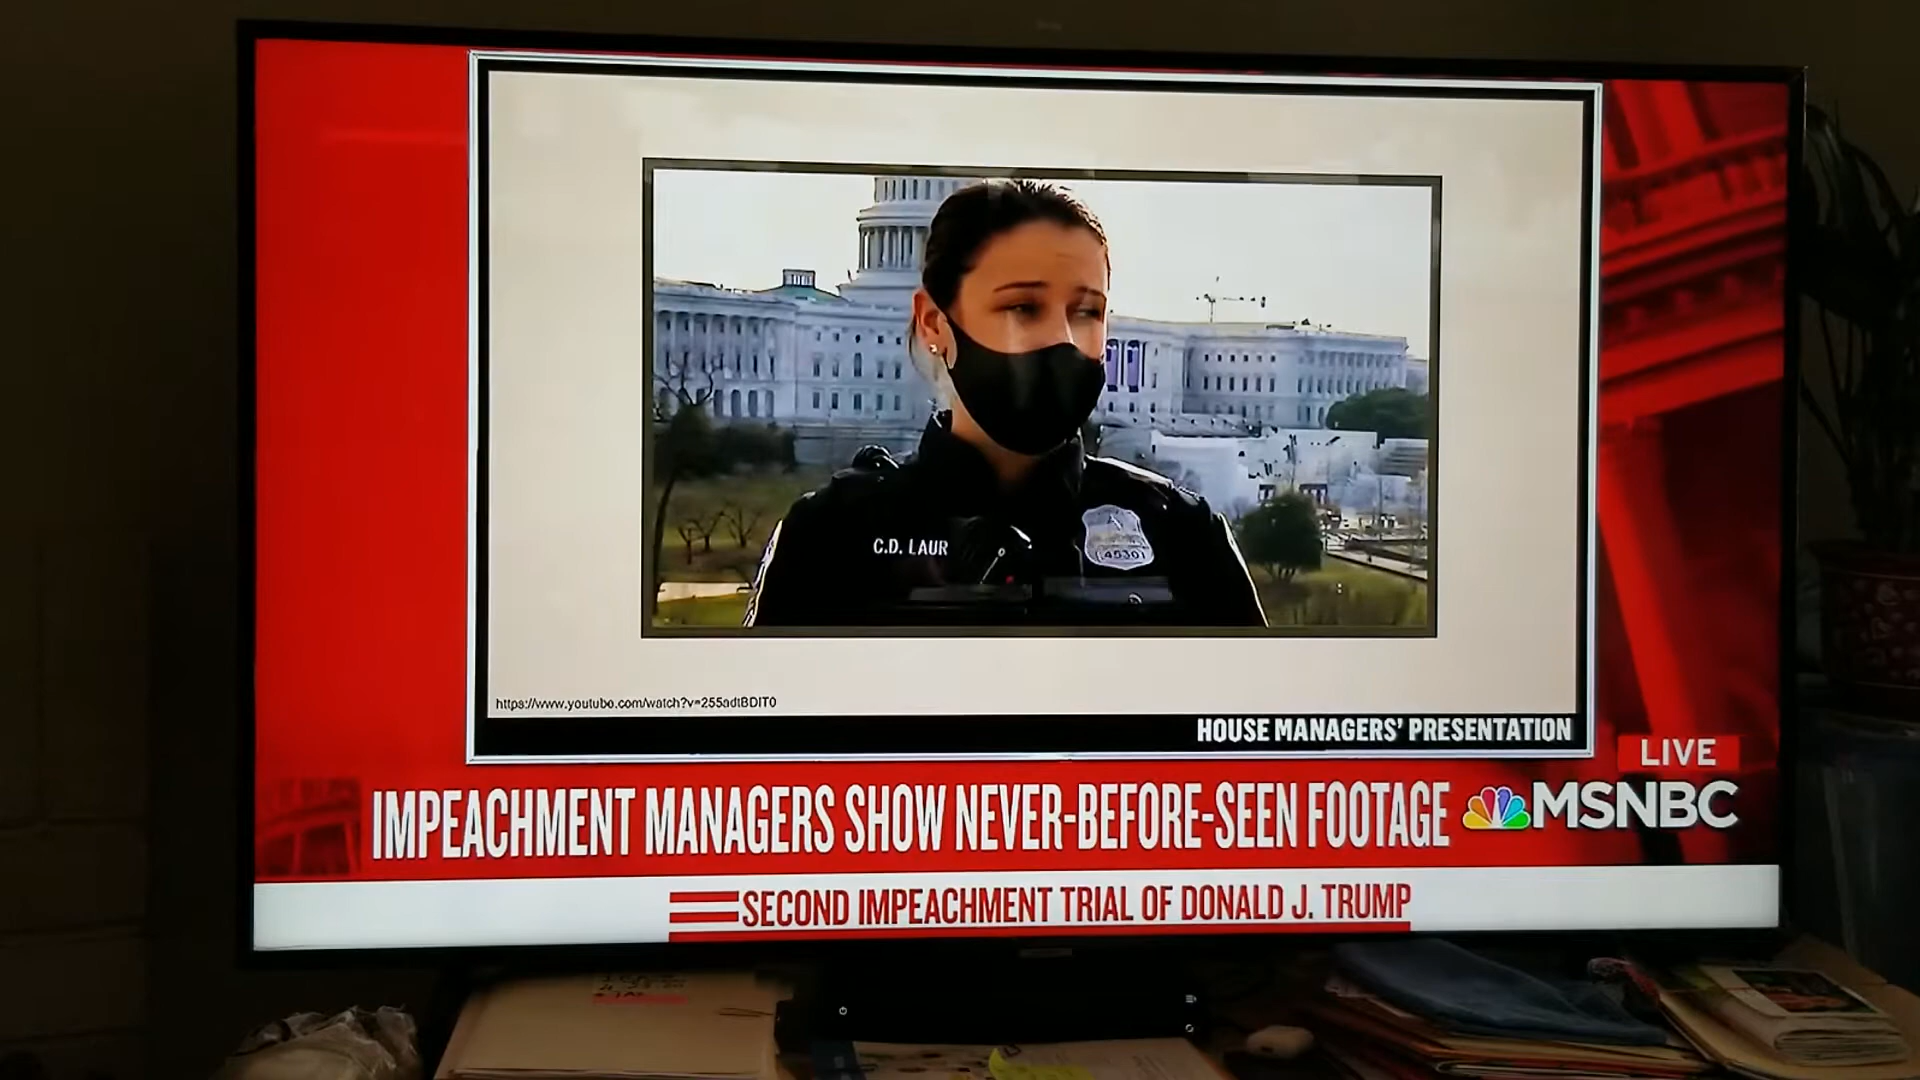 C.D. LAUR
4530
https://www.youtube.com/watch?v=255adtBDIT0
HOUSE MANAGERS' PRESENTATION
LIVE
IMPEACHMENT MANAGERS SHOW NEVER-BEFORE-SEEN FOOTAGE
MSNBC
SECOND IMPEACHMENT TRIAL OF DONALD J. TRUMP